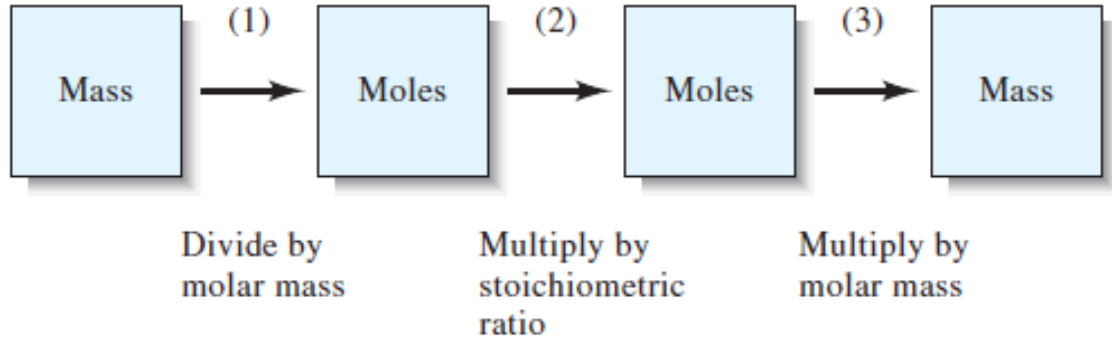 (1) (2) (3)
Mass Moles Moles Mass
Divide by Multiply by Multiply by
molar mass stoichiometric molar mass
ratio